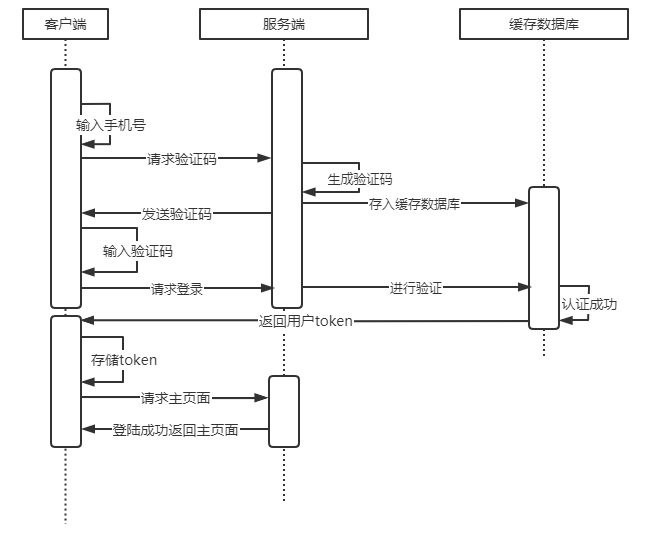 客户端
服务端
缓存数据库
输入手机号
请求验证码
生成验证码
存入缓存数据库
发送验证码
输入验证码
请求登录
进行验证
认证成功
返回用户token
存储token
请求主页面
登陆成功返回主页面